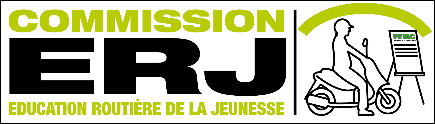 COMMISSION
ERJ
EDUCATION ROUTIÈRE DE LA JEUNESSE